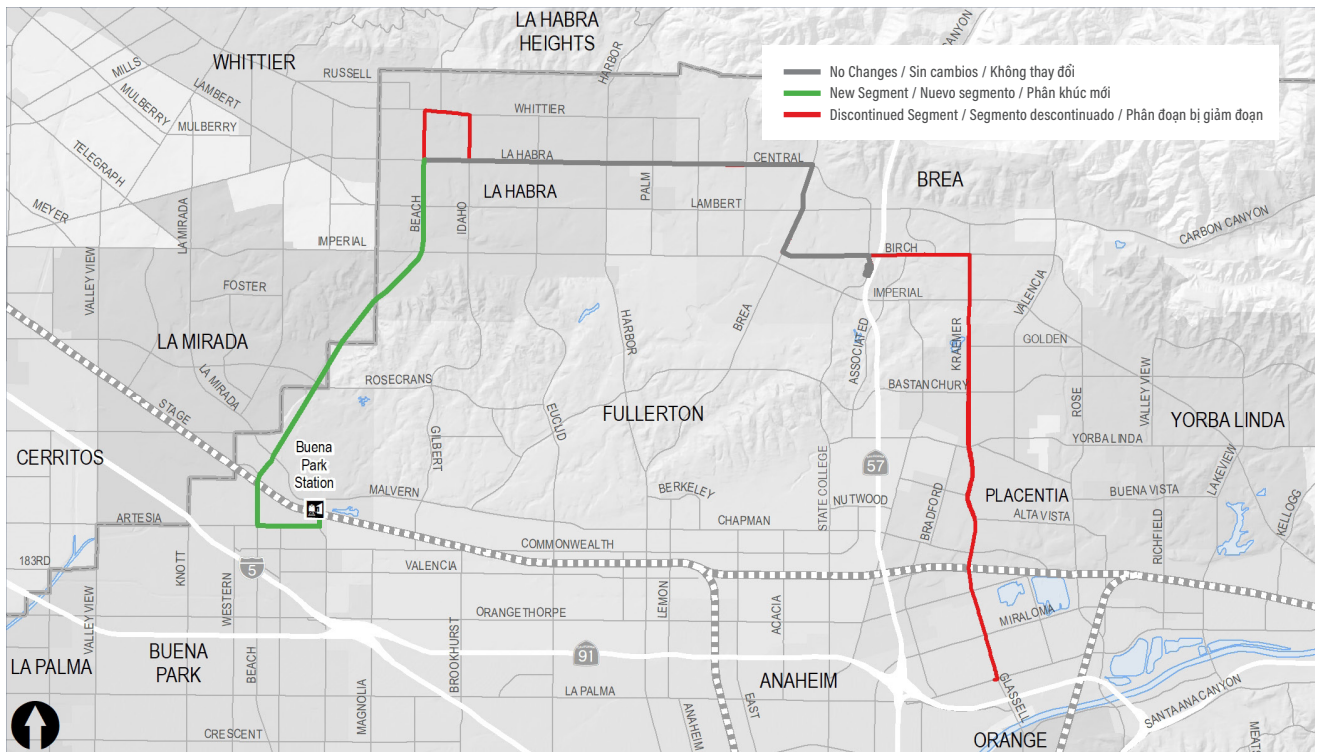 LA HABRA
HEIGHTS
CANYON
HARBOR
WHITTIER
RUSSELL
MILLS
LAMBERT
MULBERRY
MULBERRY
TELEGRAPH
MEYER
No Changes / Sin cambios / Không thay đổi
New Segment / Nuevo segmento / Phân khúc mới
Discontinued Segment / Segmento descontinuado / Phân đoạn bị giảm đoạn
WHITTIER
LA HABRA
CENTRAL
BREA
LA HABRA
PALM
LAMBERT
BEACH
IDAHO
LA MIRADA
IMPERIAL
VALLEY VIEW
FOSTER
BIRCH
CARBON CANYON
IMPERIAL
VALENCIA
LA MIRADA
HARBOR
BREA
ASSOCIATED
KRAEMER
GOLDEN
LA MIRADA
ROSECRANS
BASTANCHURY
ROSE
VALLEY VIEW
STAGE
EUCLID
FULLERTON
YORBA LINDA
CERRITOS
GILBERT
YORBA LINDA
LAKEVIEW
Buena
Park
Station
57
STATE COLLEGE
MALVERN
BERKELEY
NUTWOOD
BRADFORD
PLACENTIA
BUENA VISTA
KELLOGG
ARTESIA
CHAPMAN
ALTA VISTA
RICHFIELD
COMMONWEALTH
183RD
KNOTT
5
VALENCIA
VALLEY VIEW
WESTERN
ORANGETHORPE
LEMON
ACACIA
MIRALOMA
LA PALMA
BUENA
PARK
BEACH
BROOKHURST
91
ANAHEIM
LA PALMA
GLASSELL
MAGNOLIA
ANAHEIM
EAST
SANTA ANA CANYON
CRESCENT
ORANGE
MEATS